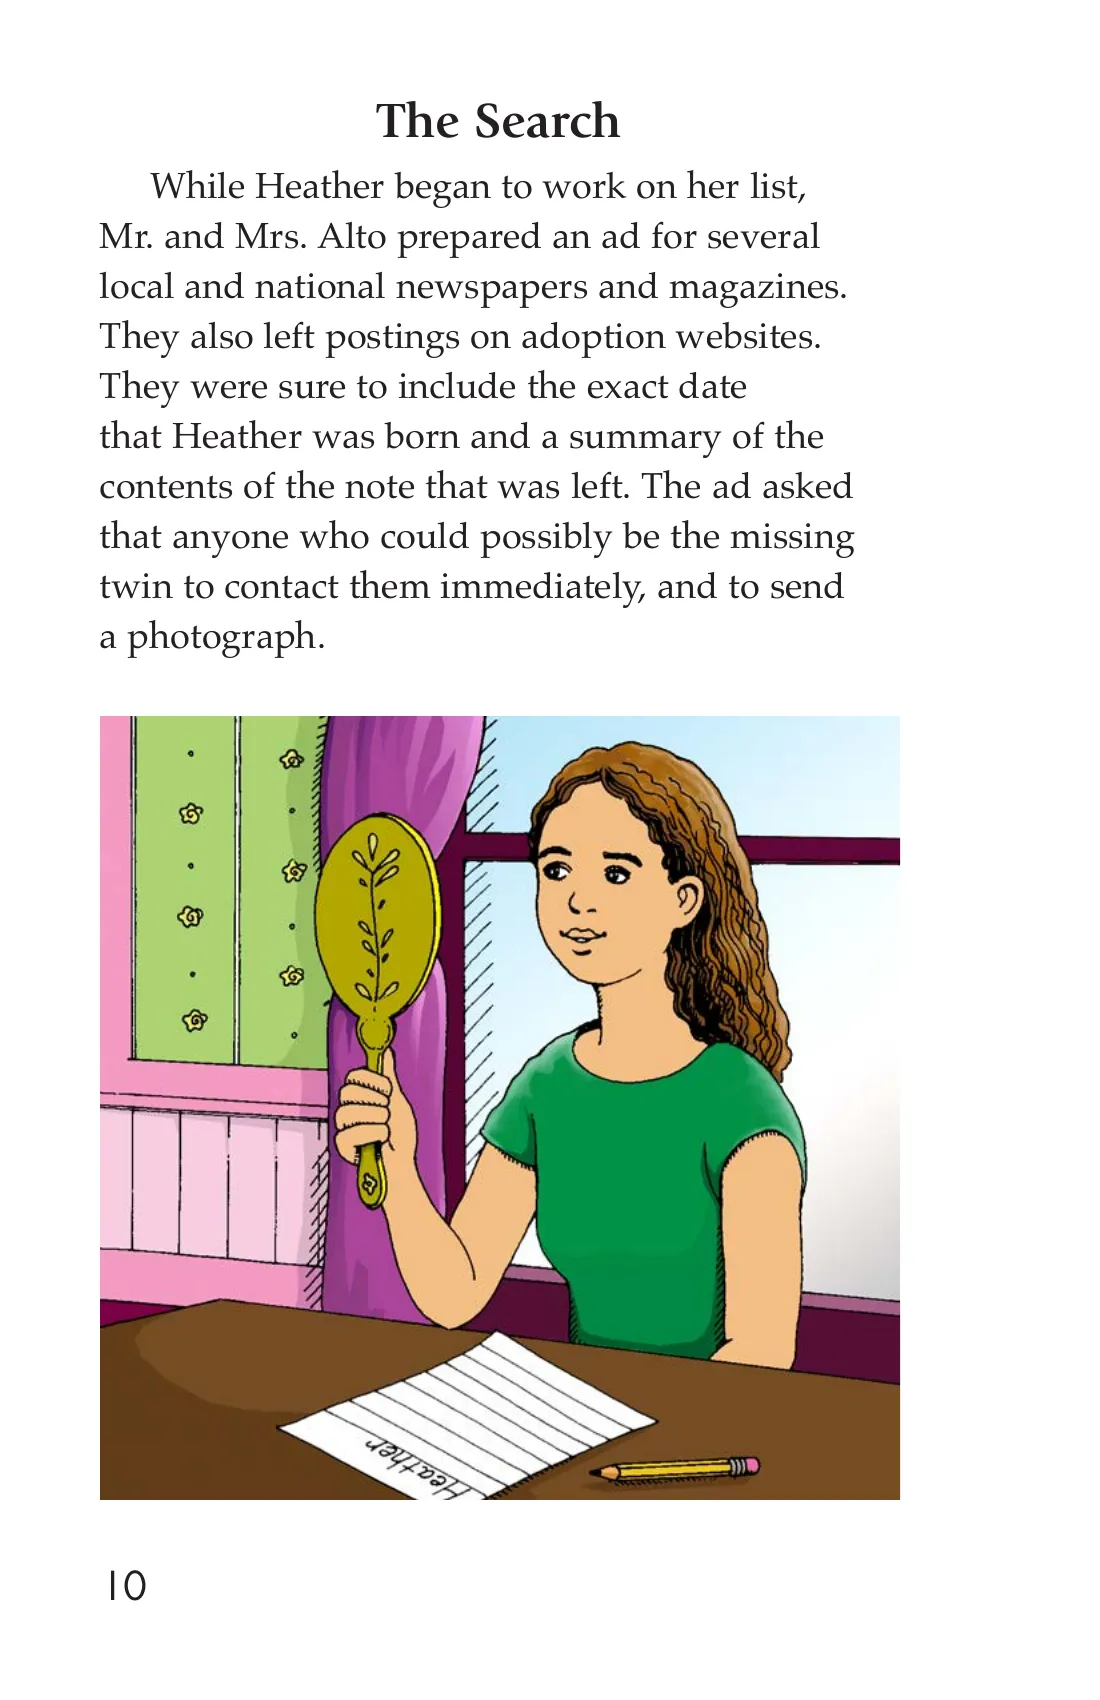 The Search
While Heather began to work on her list,
Mr. and Mrs. Alto prepared an ad for several
local and national newspapers and magazines.
They also left postings on adoption websites.
They were sure to include the exact date
that Heather was born and a summary of the
contents of the note that was left. The ad asked
that anyone who could possibly be the missing
twin to contact them immediately, and to send
a photograph.
Heather
10